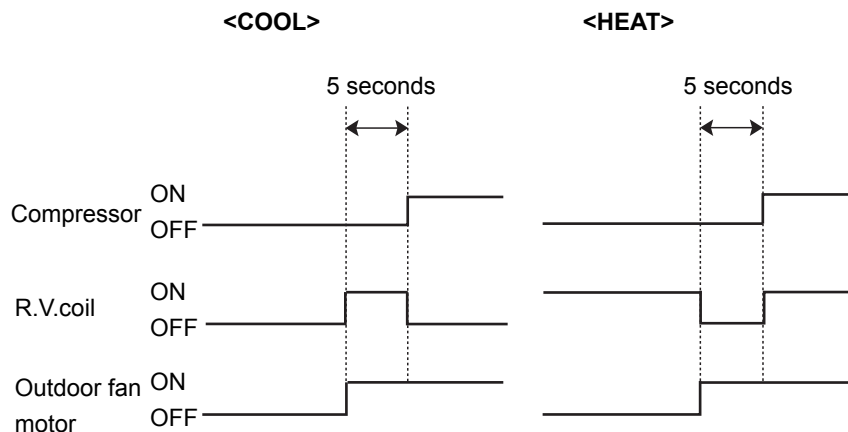 <COOL>
<HEAT>
5 seconds
5 seconds
Compressor
ON
OFF
R.V.coil
ON
OFF
Outdoor fan
motor
ON
OFF